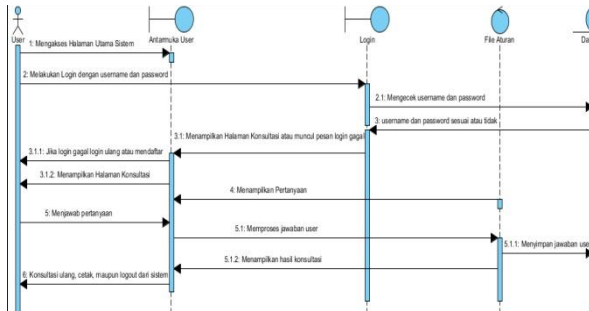 User
Antarmuka User
Login
File Aturan
Da
1: Mengakses Halaman Utama Sistem
2: Melakukan Login dengan username dan password
2.1: Mengecek username dan password
3: username dan password sesuai atau tidak
3.1: Menampilkan Halaman Konsultasi atau muncul pesan login gagal
3.1.1: Jika login gagal login ulang atau mendaftar
3.1.2: Menampilkan Halaman Konsultasi
4: Menampilkan Pertanyaan
5: Menjawab pertanyaan
5.1: Memproses jawaban user
5.1.1: Menyimpan jawaban use
5.1.2: Menampilkan hasil konsultasi
6: Konsultasi ulang, cetak, maupun logout dari sistem